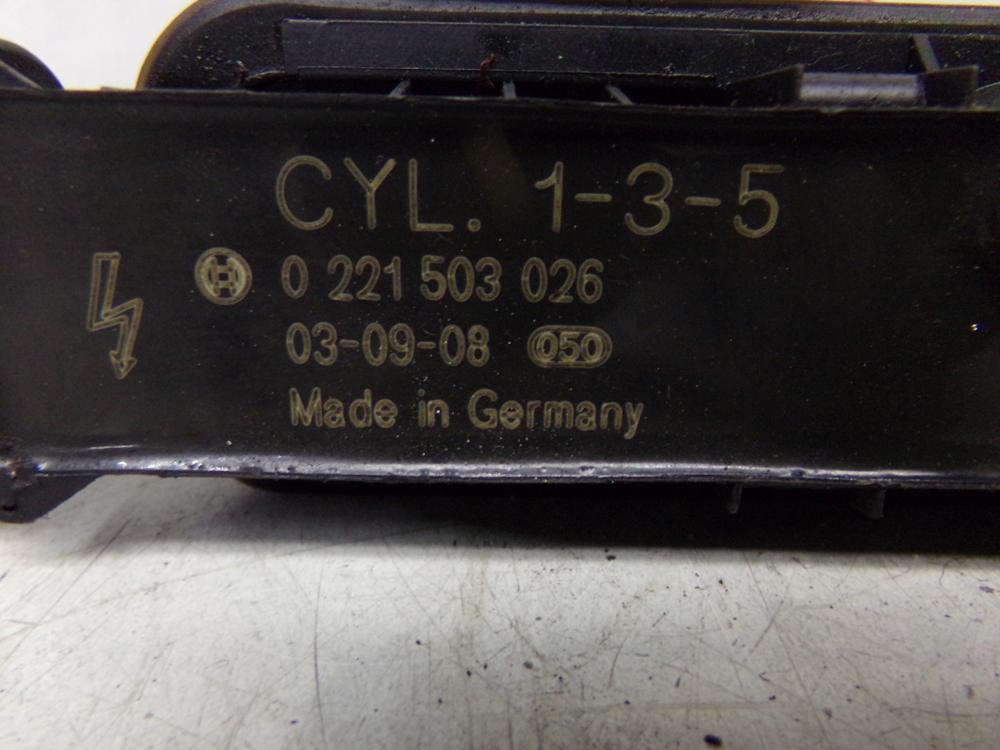 CYL. 1-3-5
0 221 503 026
03-09-08 050
Made in Germany